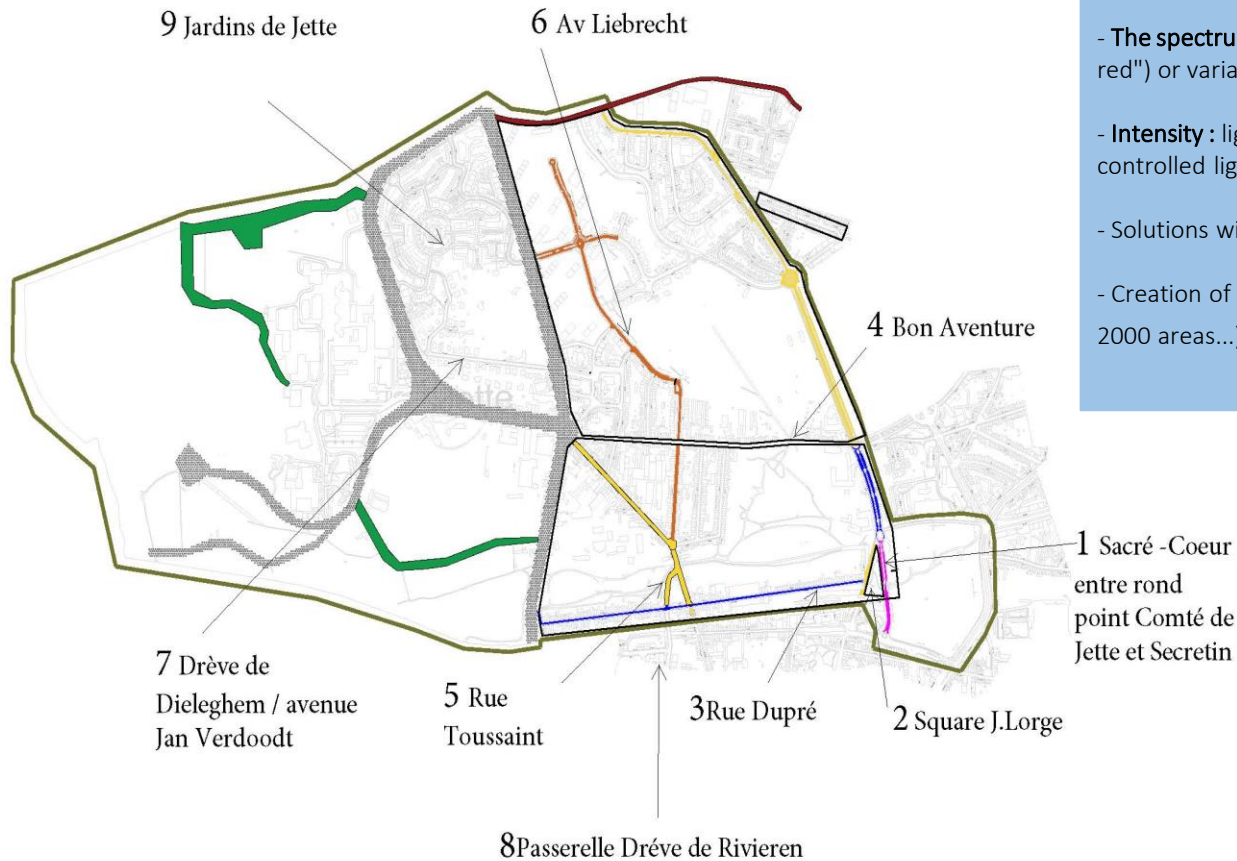 9 Jardins de Jette
6 Av Liebrecht
- The spectru
red") or varia
- Intensity : lig
controlled lig
- Solutions wi
- Creation of
2000 areas...)
4 Bon Aventure
1 Sacré -Coeur
entre rond
point Comté de
Jette et Secretin
7 Drève de
Dieleghem / avenue
Jan Verdoodt
5 Rue
Toussaint
3Rue Dupré
2 Square J.Lorge
8Passerelle Dréve de Rivieren